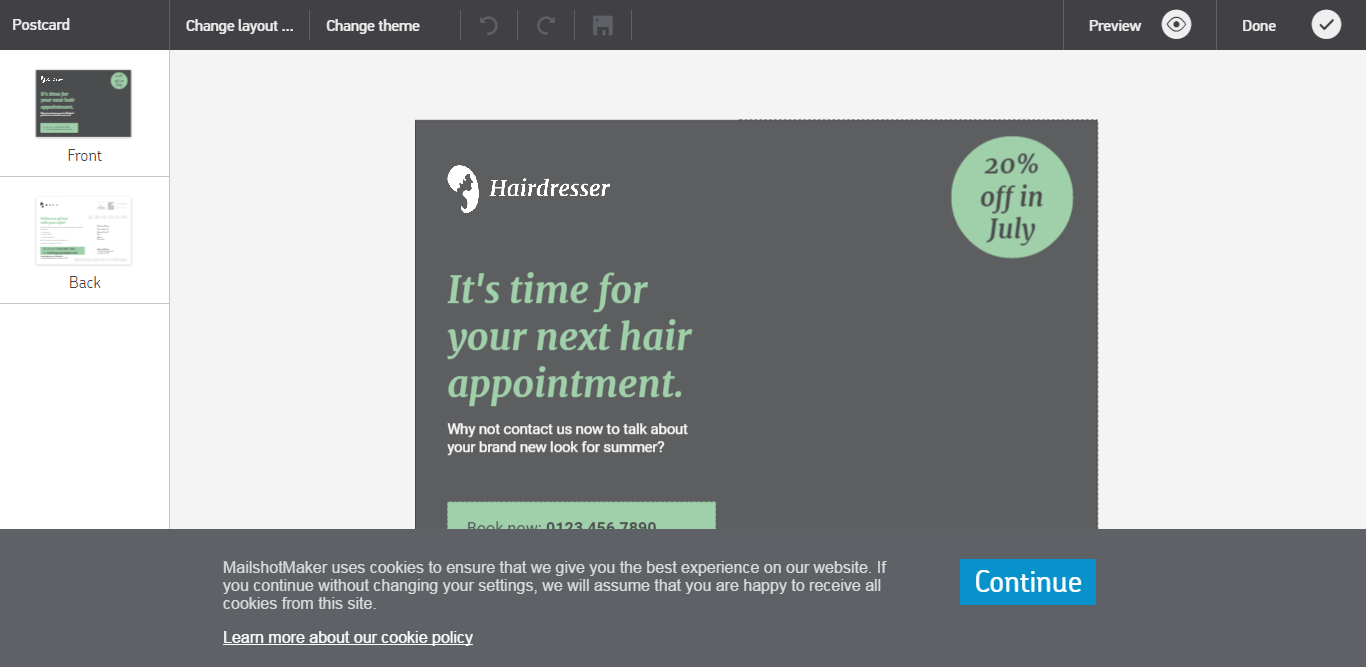 Postcard
Change layout ...
Change theme
Preview
Done
Front
Back
Hairdresser
20%
off in
July
It's time for
your next hair
appointment.
Why not contact us now to talk about
your brand new look for summer?
Book now: 0123 456 7890
MailshotMaker uses cookies to ensure that we give you the best experience on our website. If
you continue without changing your settings, we will assume that you are happy to receive all
cookies from this site.
Continue
Learn more about our cookie policy